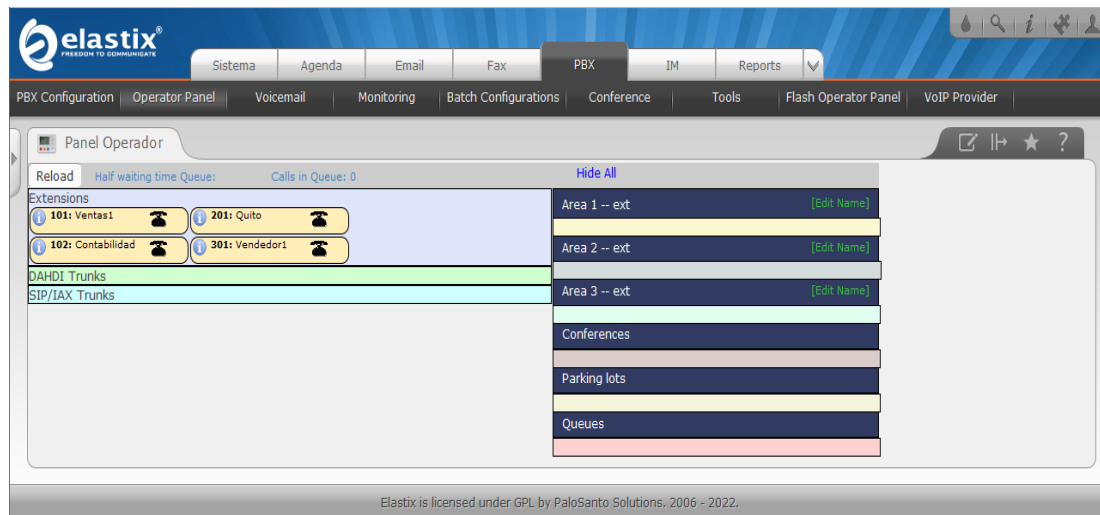 elastix®
FREEDOM TO COMMUNICATE
Sistema Agenda Email Fax PBX IM Reports
PBX Configuration Operator Panel Voicemail Monitoring Batch Configurations Conference Tools Flash Operator Panel VoIP Provider
Panel Operador
Reload Half waiting time Queue: Calls in Queue: 0 Hide All
Extensions
101: Ventas1 201: Quito
102: Contabilidad 301: Vendedor1
DAHDI Trunks
SIP/IAX Trunks
Area 1 -- ext [Edit Name]
Area 2 -- ext [Edit Name]
Area 3 -- ext [Edit Name]
Conferences
Parking lots
Queues
Elastix is licensed under GPL by PaloSanto Solutions. 2006 - 2022.